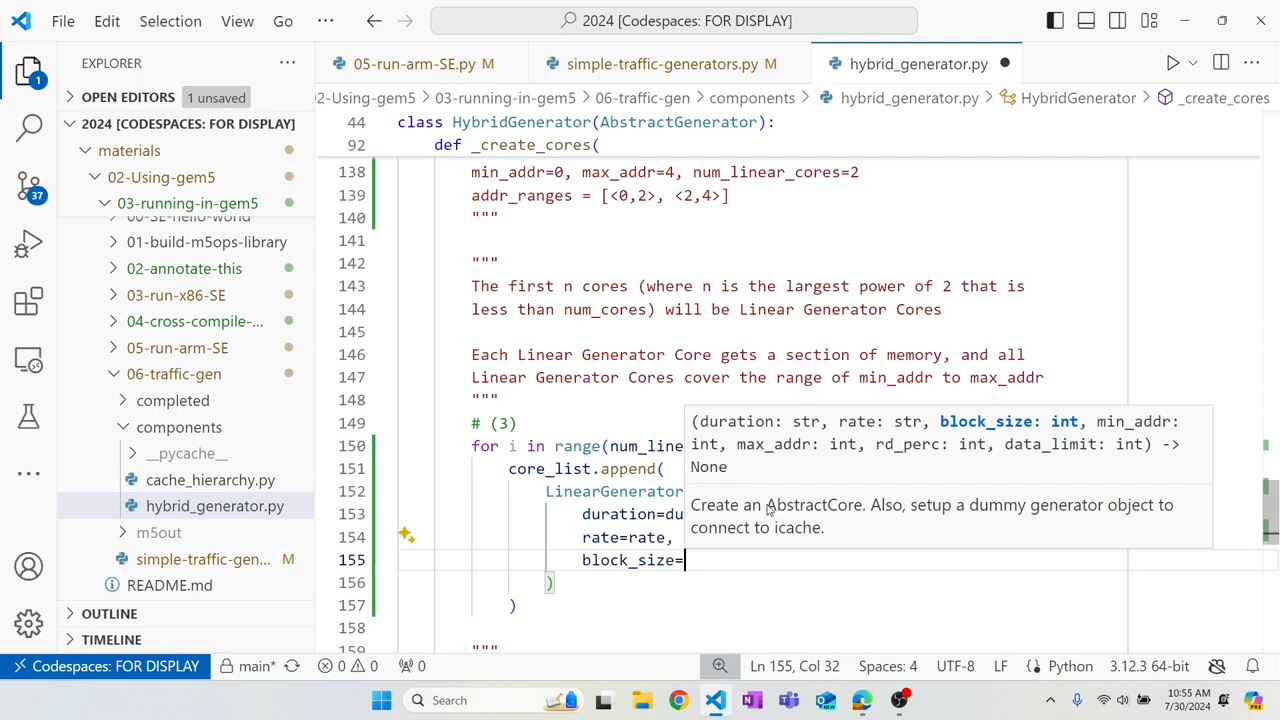 File Edit Selection View Go ··· 2024 [Codespaces: FOR DISPLAY]
EXPLORER
05-run-arm-SE.py M simple-traffic-generators.py M hybrid_generator.py
OPEN EDITORS 1 unsaved
2-Using-gem5 > 03-running-in-gem5 > 06-traffic-gen > components > hybrid_generator.py > HybridGenerator > _create_cores
2024 [CODESPACES: FOR DISPLAY]
materials
02-Using-gem5
03-running-in-gem5
00-SE-hello-world
01-build-m5ops-library
02-annotate-this
03-run-x86-SE
04-cross-compile-...
05-run-arm-SE
06-traffic-gen
completed
components
__pycache__
cache_hierarchy.py
hybrid_generator.py
m5out
simple-traffic-gen... M
README.md
OUTLINE
TIMELINE
1
37
44 class HybridGenerator(AbstractGenerator):
92 def _create_cores(
138 min_addr=0, max_addr=4, num_linear_cores=2
139 addr_ranges = [<0,2>, <2,4>]
140 """
141
142 """
143 The first n cores (where n is the largest power of 2 that is
144 less than num_cores) will be Linear Generator Cores
145
146 Each Linear Generator Core gets a section of memory, and all
147 Linear Generator Cores cover the range of min_addr to max_addr
148 """
149 # (3)
150 for i in range(num_line
151 core_list.append(
152 LinearGenerator
153 duration=du
154 rate=rate,
155 block_size=
156 )
157 )
158
159 """
(duration: str, rate: str, block_size: int, min_addr:
int, max_addr: int, rd_perc: int, data_limit: int) ->
None
Create an AbstractCore. Also, setup a dummy generator object to
connect to icache.
Codespaces: FOR DISPLAY main* 0 0 0 Ln 155, Col 32 Spaces: 4 UTF-8 LF Python 3.12.3 64-bit
Search
10:55 AM
7/30/2024
PRE